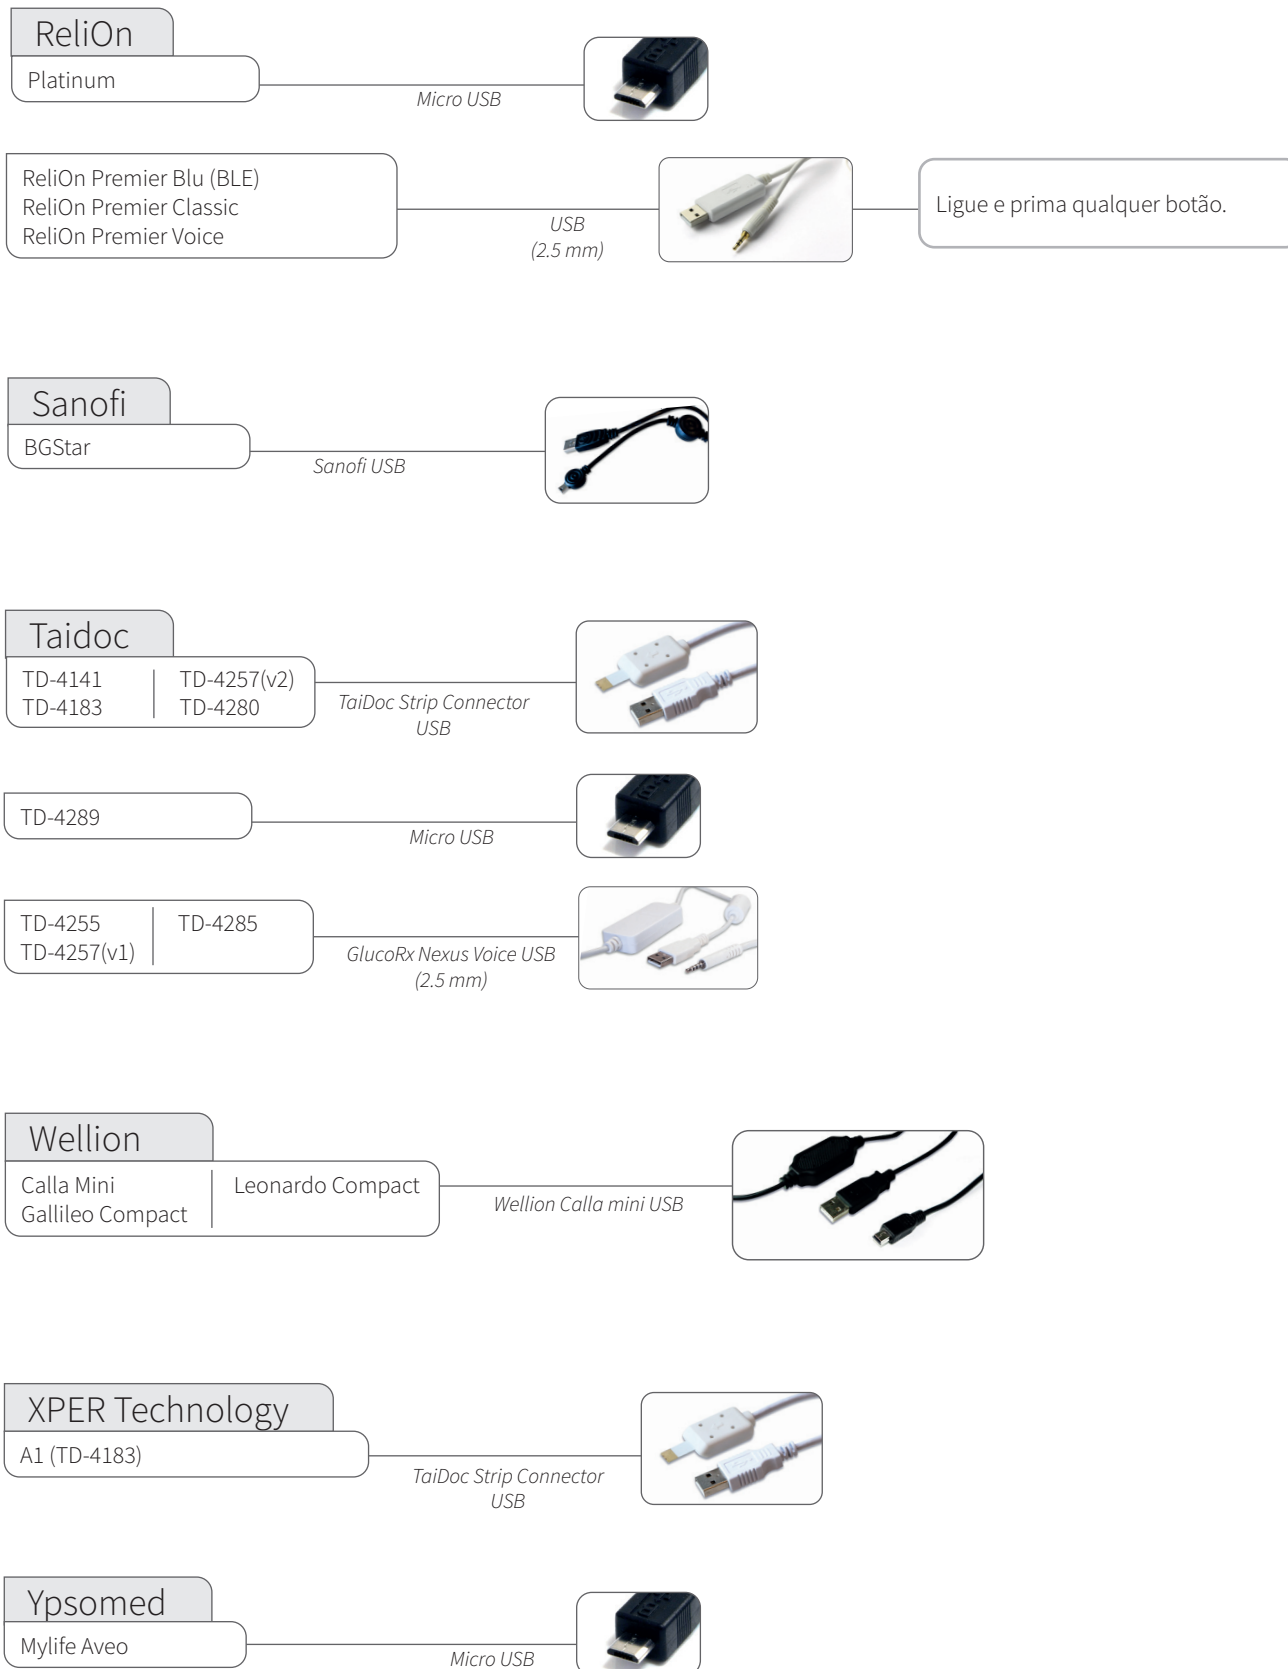 ReliOn
Platinum
Micro USB
ReliOn Premier Blu (BLE)
ReliOn Premier Classic
ReliOn Premier Voice
USB
(2.5 mm)
Ligue e prima qualquer botão.
Sanofi
BGStar
Sanofi USB
Taidoc
TD-4141
TD-4183
TD-4257(v2)
TD-4280
TaiDoc Strip Connector
USB
TD-4289
Micro USB
TD-4255
TD-4257(v1)
TD-4285
GlucoRx Nexus Voice USB
(2.5 mm)
Wellion
Calla Mini
Gallileo Compact
Leonardo Compact
Wellion Calla mini USB
XPER Technology
A1 (TD-4183)
TaiDoc Strip Connector
USB
Ypsomed
Mylife Aveo
Micro USB